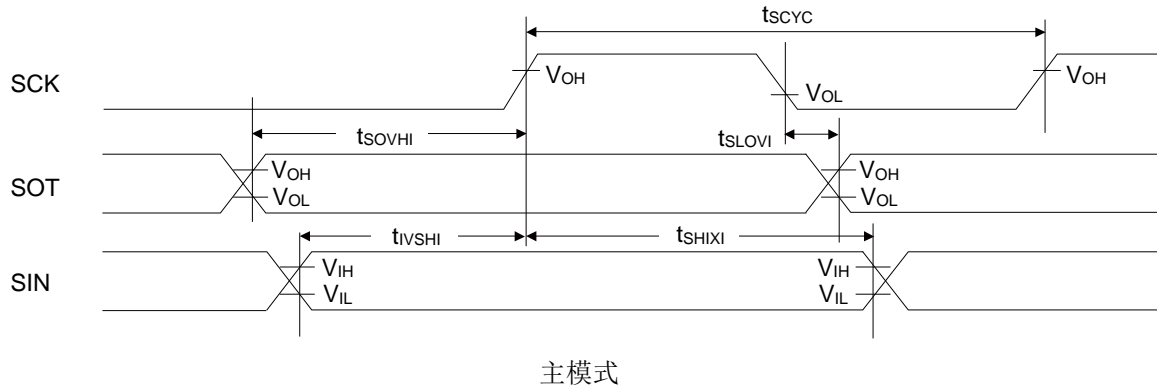 tSCYC
SCK
VOH
VOL
VOH
tSOVHI
tSLOVI
SOT
VOH
VOL
VOH
VOL
tIVSHI
tSHIXI
SIN
VIH
VIL
VIH
VIL
主模式